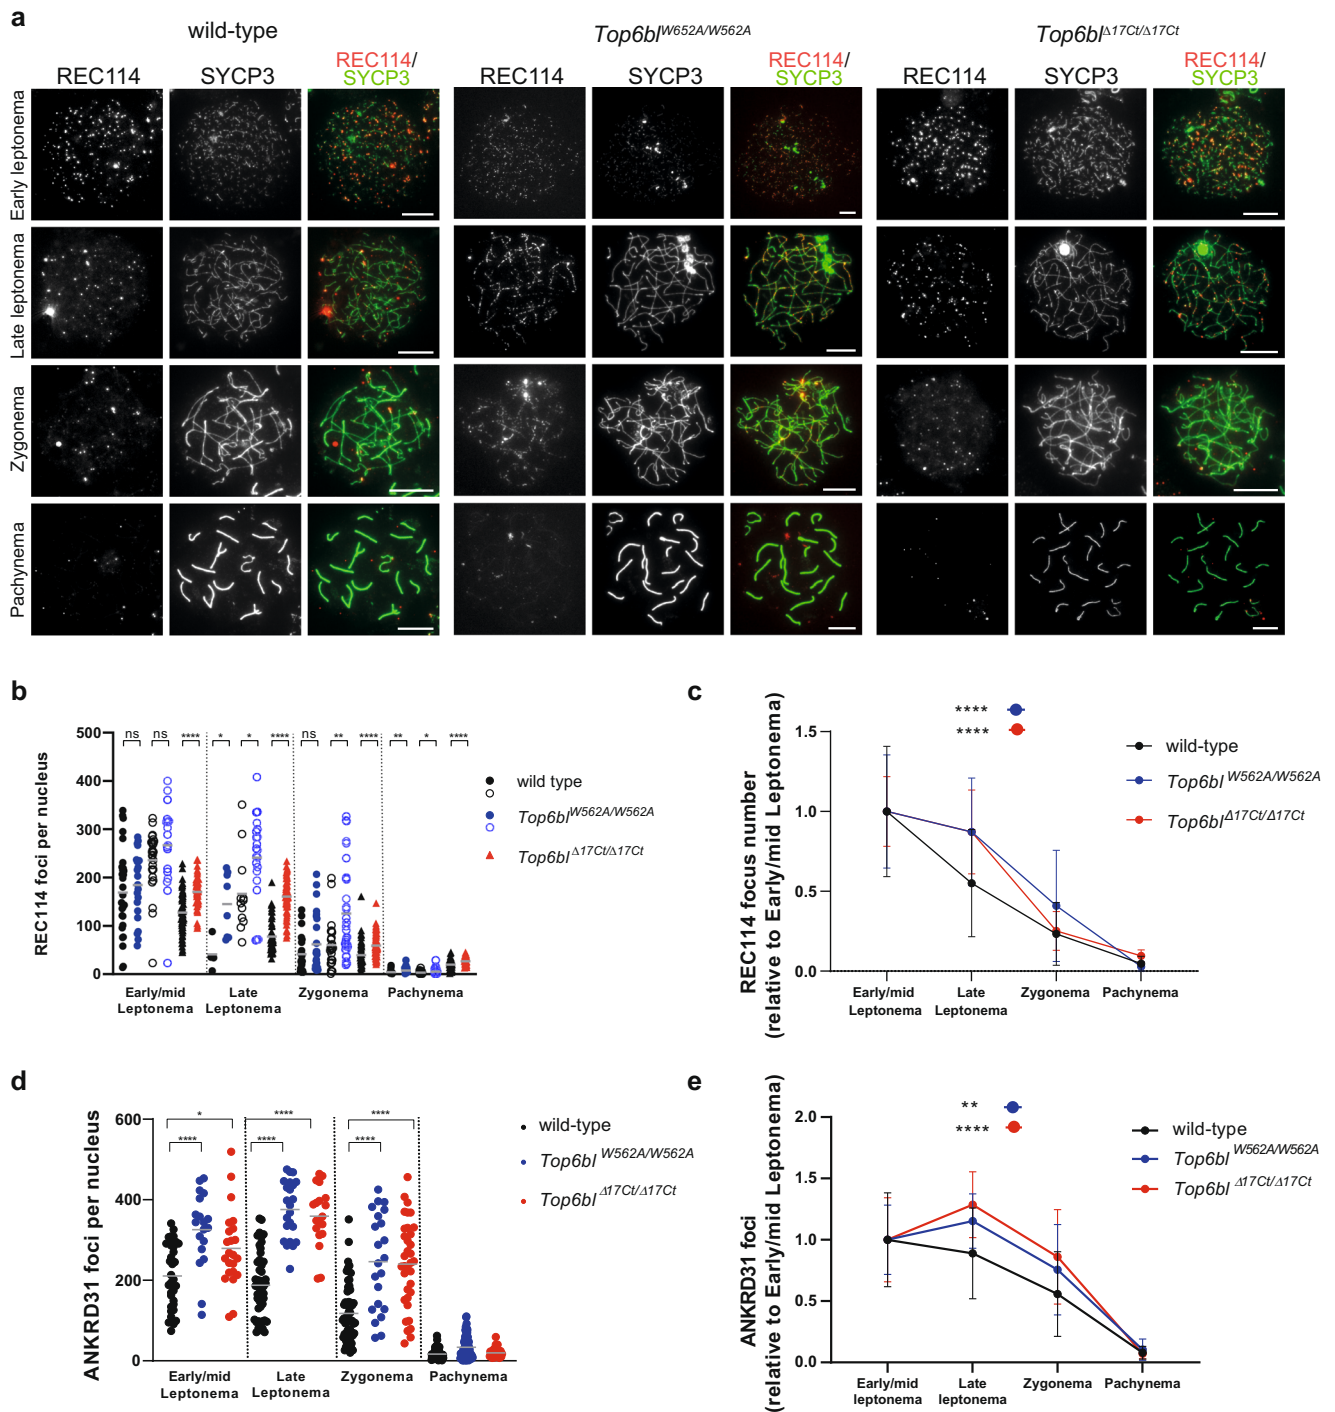 a
wild-type
Top6bl W652A/W562A
Top6bl Δ17Ct/Δ17Ct
REC114
SYCP3
REC114/
SYCP3
REC114
SYCP3
REC114/
SYCP3
REC114
SYCP3
REC114/
SYCP3
Early leptonema
Late leptonema
Zygonema
Pachynema
b
REC114 foci per nucleus
500
400
300
200
100
0
ns ns **** * * **** ns ** **** ** * ****
Early/mid
Leptonema
Late
Leptonema
Zygonema
Pachynema
wild type
Top6bl W562A/W562A
Top6bl Δ17Ct/Δ17Ct
c
REC114 focus number
(relative to Early/mid Leptonema)
1.5
1.0
0.5
0.0
****
****
Early/mid
Leptonema
Late
Leptonema
Zygonema
Pachynema
wild-type
Top6bl W562A/W562A
Top6bl Δ17Ct/Δ17Ct
d
ANKRD31 foci per nucleus
600
400
200
0
* **** ****
**** **** ****
Early/mid
Leptonema
Late
Leptonema
Zygonema
Pachynema
wild-type
Top6bl W562A/W562A
Top6bl Δ17Ct/Δ17Ct
e
ANKRD31 foci
(relative to Early/mid Leptonema)
2.0
1.5
1.0
0.5
0.0
**
****
Early/mid
leptonema
Late
leptonema
Zygonema
Pachynema
wild-type
Top6bl W562A/W562A
Top6bl Δ17Ct/Δ17Ct